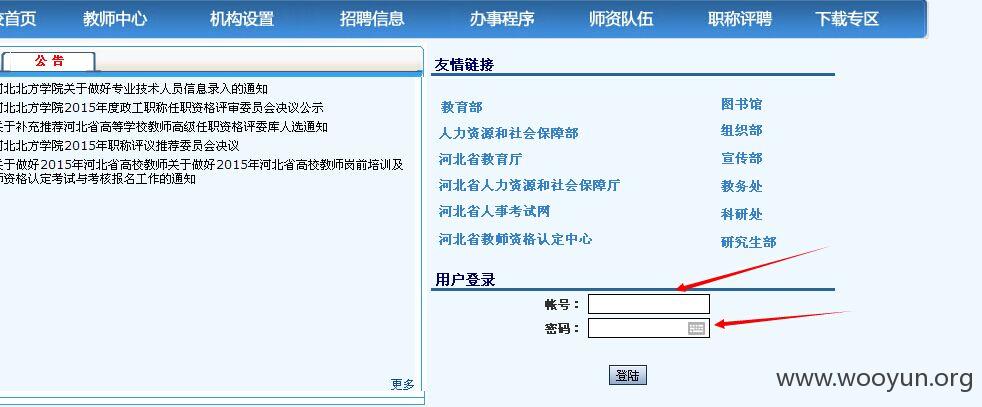 校首页 教师中心 机构设置 招聘信息 办事程序 师资队伍 职称评聘 下载专区
公 告
河北北方学院关于做好专业技术人员信息录入的通知
河北北方学院2015年度政工职称任职资格评审委员会决议公示
关于补充推荐河北省高等学校教师高级任职资格评委库人选通知
河北北方学院2015年职称评议推荐委员会决议
关于做好2015年河北省高校教师关于做好2015年河北省高校教师岗前培训及
师资格认定考试与考核报名工作的通知
更多
友情链接
教育部 图书馆
人力资源和社会保障部 组织部
河北省教育厅 宣传部
河北省人力资源和社会保障厅 教务处
河北省人事考试网 科研处
河北省教师资格认定中心 研究生部
用户登录
帐号：
密码：
登陆
www.wooyun.org